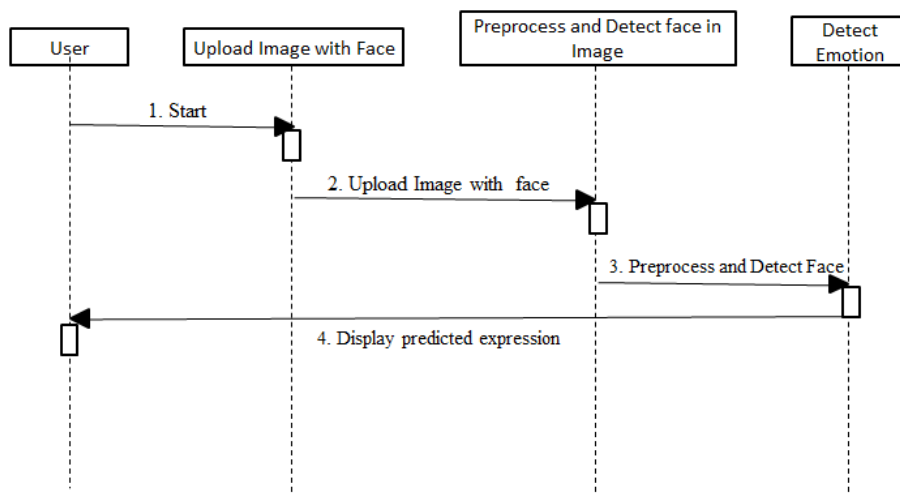 User
Upload Image with Face
Preprocess and Detect face in
Image
Detect
Emotion
1. Start
2. Upload Image with face
3. Preprocess and Detect Face
4. Display predicted expression